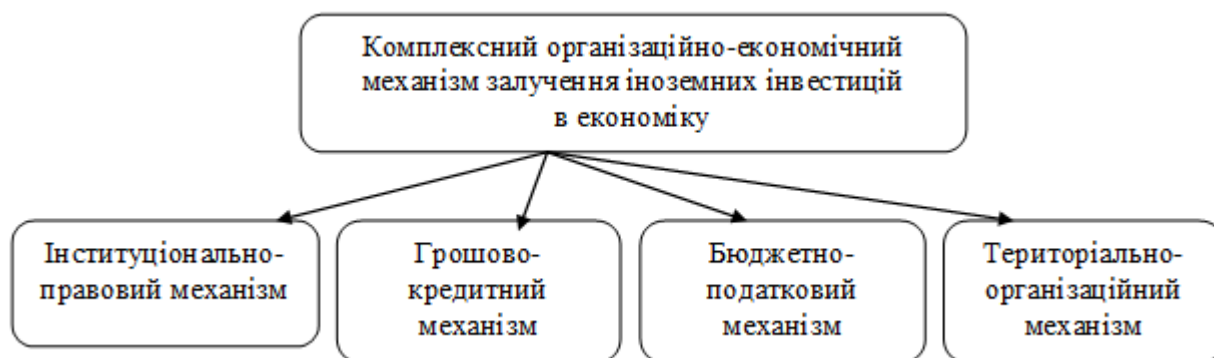 Комплексний організаційно-економічний
механізм залучення іноземних інвестицій
в економіку
Інституціонально-
правовий механізм
Грошово-
кредитний
механізм
Бюджетно-
податковий
механізм
Територіально-
організаційний
механізм